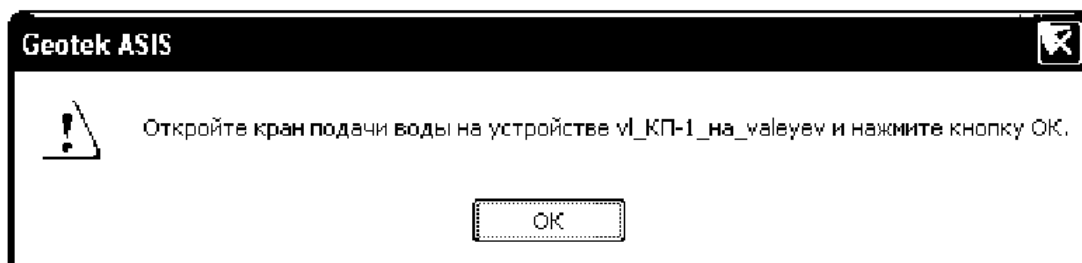 Geotek ASIS
Откройте кран подачи воды на устройстве vl_КП-1_на_valeyev и нажмите кнопку ОК.
ОК